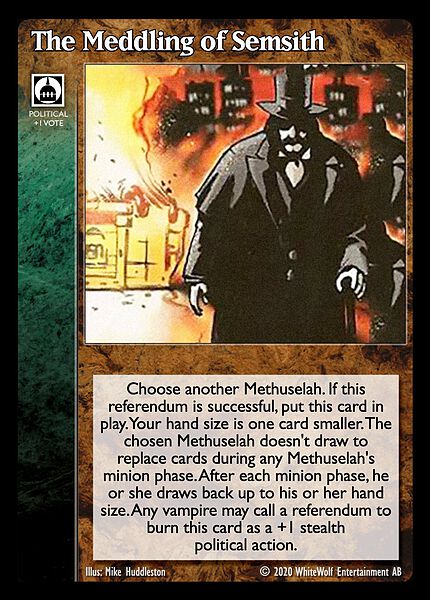 The Meddling of Semsith
POLITICAL
+1 VOTE
Choose another Methuselah. If this
referendum is successful, put this card in
play. Your hand size is one card smaller. The
chosen Methuselah doesn't draw to
replace cards during any Methuselah's
minion phase. After each minion phase, he
or she draws back up to his or her hand
size. Any vampire may call a referendum to
burn this card as a +1 stealth
political action.
Illus: Mike Huddleston
© 2020 WhiteWolf Entertainment AB